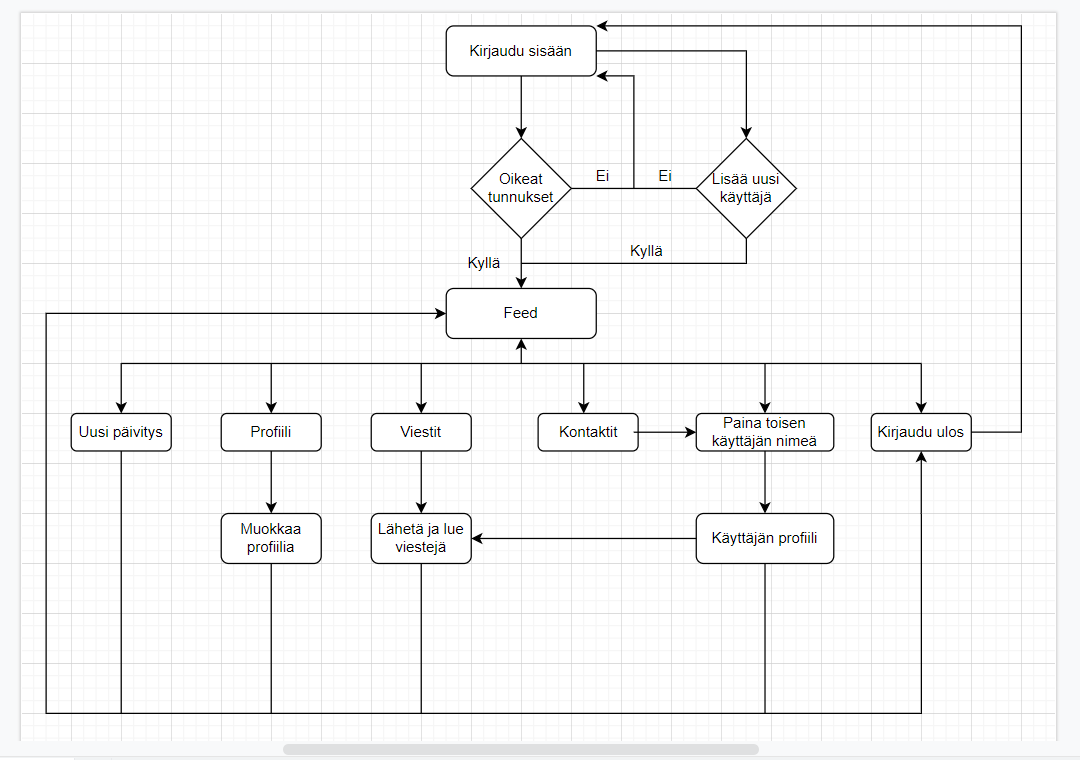 Kirjaudu sisään
Oikeat
tunnukset
Ei
Ei
Lisää uusi
käyttäjä
Kyllä
Kyllä
Feed
Uusi päivitys
Profiili
Viestit
Kontaktit
Paina toisen
käyttäjän nimeä
Kirjaudu ulos
Muokkaa
profiilia
Lähetä ja lue
viestejä
Käyttäjän profiili